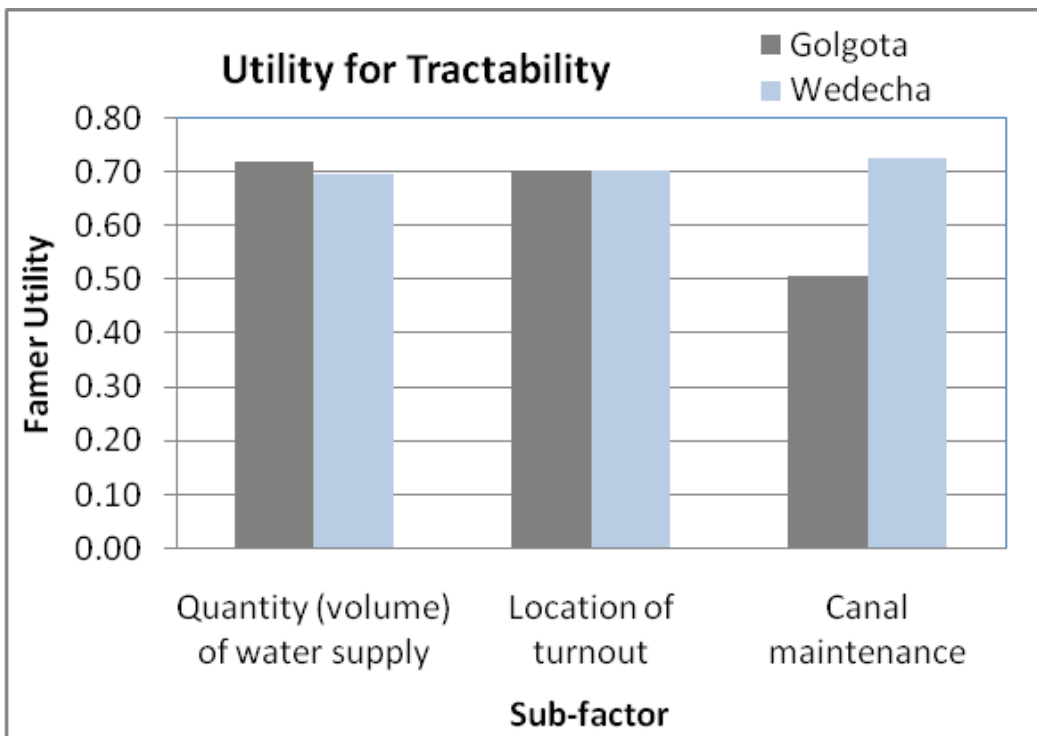 Utility for Tractability
Golgota
Wedecha
Famer Utility
0.80
0.70
0.60
0.50
0.40
0.30
0.20
0.10
0.00
Quantity (volume)
of water supply
Location of
turnout
Canal
maintenance
Sub-factor